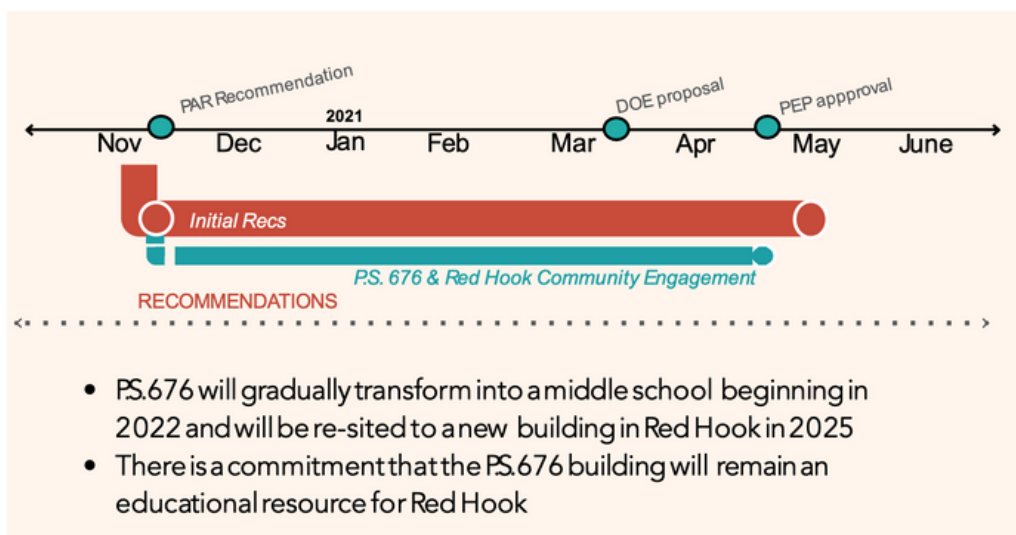 PAR Recommendation
DOE proposal
PEP appproval
2021
Nov Dec Jan Feb Mar Apr May June
Initial Recs
P.S. 676 & Red Hook Community Engagement
RECOMMENDATIONS
• P.S.676 will gradually transform into a middle school beginning in
2022 and will be re-sited to a new building in Red Hook in 2025
• There is a commitment that the P.S.676 building will remain an
educational resource for Red Hook